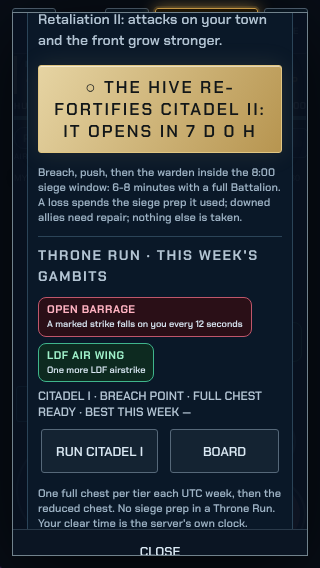 Retaliation II: attacks on your town
and the front grow stronger.
○ THE HIVE RE-
FORTIFIES CITADEL II:
IT OPENS IN 7 D 0 H
Breach, push, then the warden inside the 8:00
siege window: 6-8 minutes with a full Battalion.
A loss spends the siege prep it used; downed
allies need repair; nothing else is taken.
THRONE RUN · THIS WEEK'S
GAMBITS
OPEN BARRAGE
A marked strike falls on you every 12 seconds
LDF AIR WING
One more LDF airstrike
CITADEL I · BREACH POINT · FULL CHEST
READY · BEST THIS WEEK —
RUN CITADEL I
BOARD
One full chest per tier each UTC week, then the
reduced chest. No siege prep in a Throne Run.
Your clear time is the server's own clock.
CLOSE